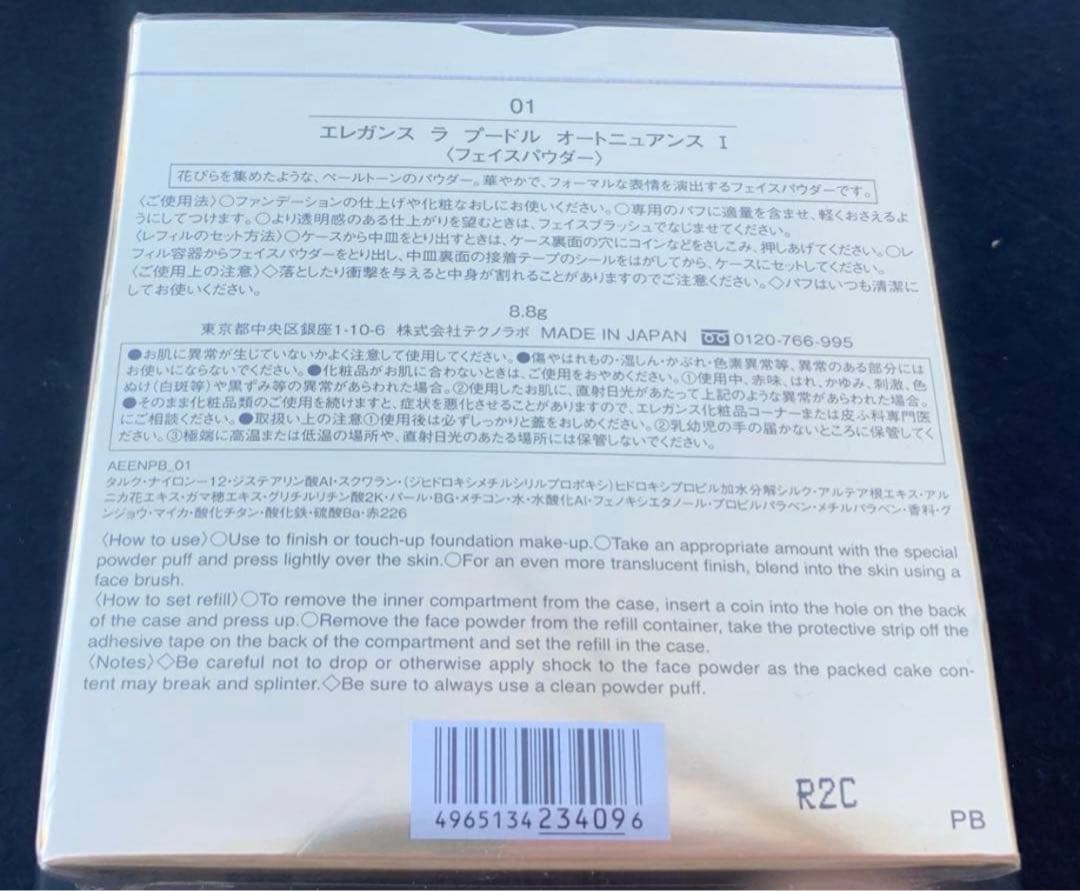 01
エレガンス ラ プードル オートニュアンス Ⅰ
〈フェイスパウダー〉
花びらを集めたような、ペールトーンのパウダー。華やかで、フォーマルな表情を演出するフェイスパウダーです。
〈ご使用法〉○ファンデーションの仕上げや化粧なおしにお使いください。○専用のパフに適量を含ませ、軽くおさえるよ
うにしてつけます。○より透明感のある仕上がりを望むときは、フェイスブラッシュでなじませてください。
〈レフィルのセット方法〉○ケースから中皿をとり出すときは、ケース裏面の穴にコインなどをさしこみ、押しあげてください。○レ
フィル容器からフェイスパウダーをとり出し、中皿裏面の接着テープのシールをはがしてから、ケースにセットしてください。
〈ご使用上の注意〉◇落としたり衝撃を与えると中身が割れることがありますのでご注意ください。◇パフはいつも清潔に
してお使いください。
8.8g
東京都中央区銀座1-10-6 株式会社テクノラボ MADE IN JAPAN 0120-766-995
●お肌に異常が生じていないかよく注意して使用してください。●傷やはれもの・湿しん・かぶれ・色素異常等、異常のある部分には
お使いにならないでください。●化粧品がお肌に合わないときは、ご使用をおやめください。①使用中、赤味、はれ、かゆみ、刺激、色
ぬけ(白斑等)や黒ずみ等の異常があらわれた場合。②使用したお肌に、直射日光があたって上記のような異常があらわれた場合。
●そのまま化粧品類のご使用を続けますと、症状を悪化させることがありますので、エレガンス化粧品コーナーまたは皮ふ科専門医
にご相談ください。●取扱い上の注意①使用後は必ずしっかりと蓋をおしめください。②乳幼児の手の届かないところに保管してく
ださい。③極端に高温または低温の場所や、直射日光のあたる場所には保管しないでください。
AEENPB_01
タルク・ナイロン-12・ジステアリン酸Al・スクワラン・(ジヒドロキシメチルシリルプロポキシ)ヒドロキシプロピル加水分解シルク・アルテア根エキス・アル
ニカ花エキス・ガマ穂エキス・グリチルリチン酸2K・パール・BG・メチコン・水・水酸化Al・フェノキシエタノール・プロピルパラベン・メチルパラベン・香料・グ
ンジョウ・マイカ・酸化チタン・酸化鉄・硫酸Ba・赤226
〈How to use〉○Use to finish or touch-up foundation make-up.○Take an appropriate amount with the special
powder puff and press lightly over the skin.○For an even more translucent finish, blend into the skin using a
face brush.
〈How to set refill〉○To remove the inner compartment from the case, insert a coin into the hole on the back
of the case and press up.○Remove the face powder from the refill container, take the protective strip off the
adhesive tape on the back of the compartment and set the refill in the case.
〈Notes〉◇Be careful not to drop or otherwise apply shock to the face powder as the packed cake con-
tent may break and splinter.◇Be sure to always use a clean powder puff.
4965134234096
R2C
PB